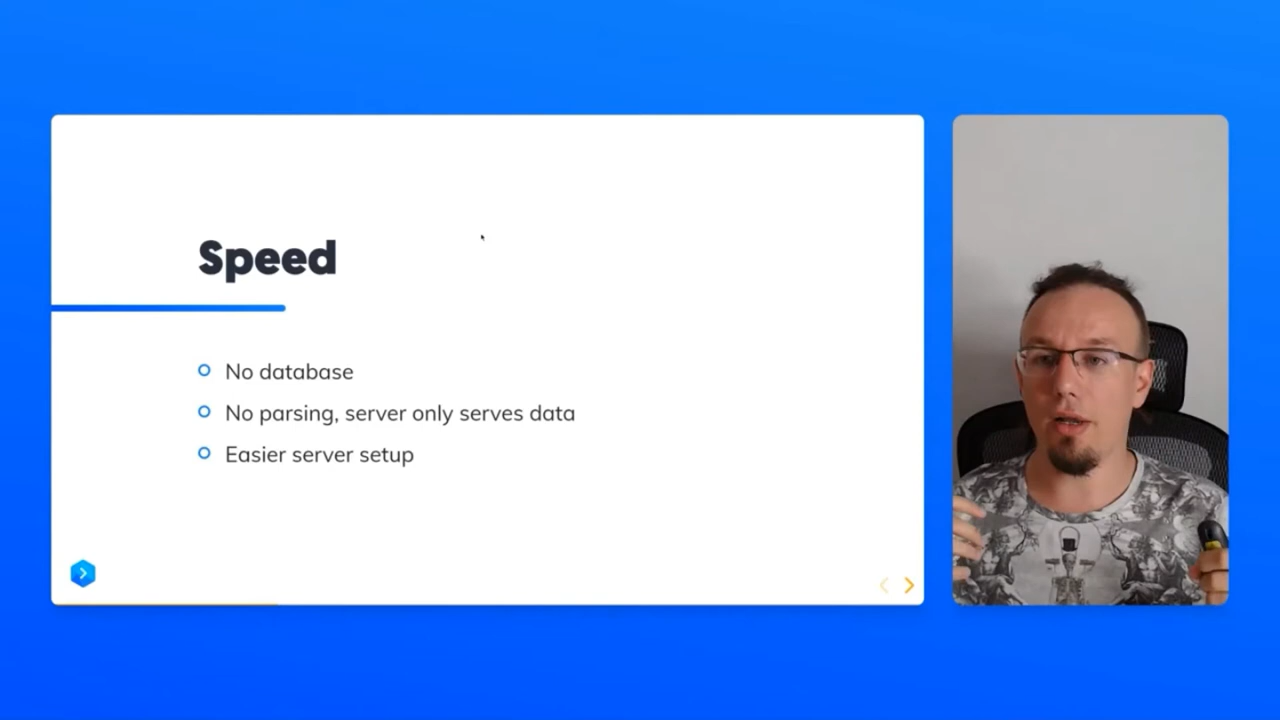 Speed
No database
No parsing, server only serves data
Easier server setup